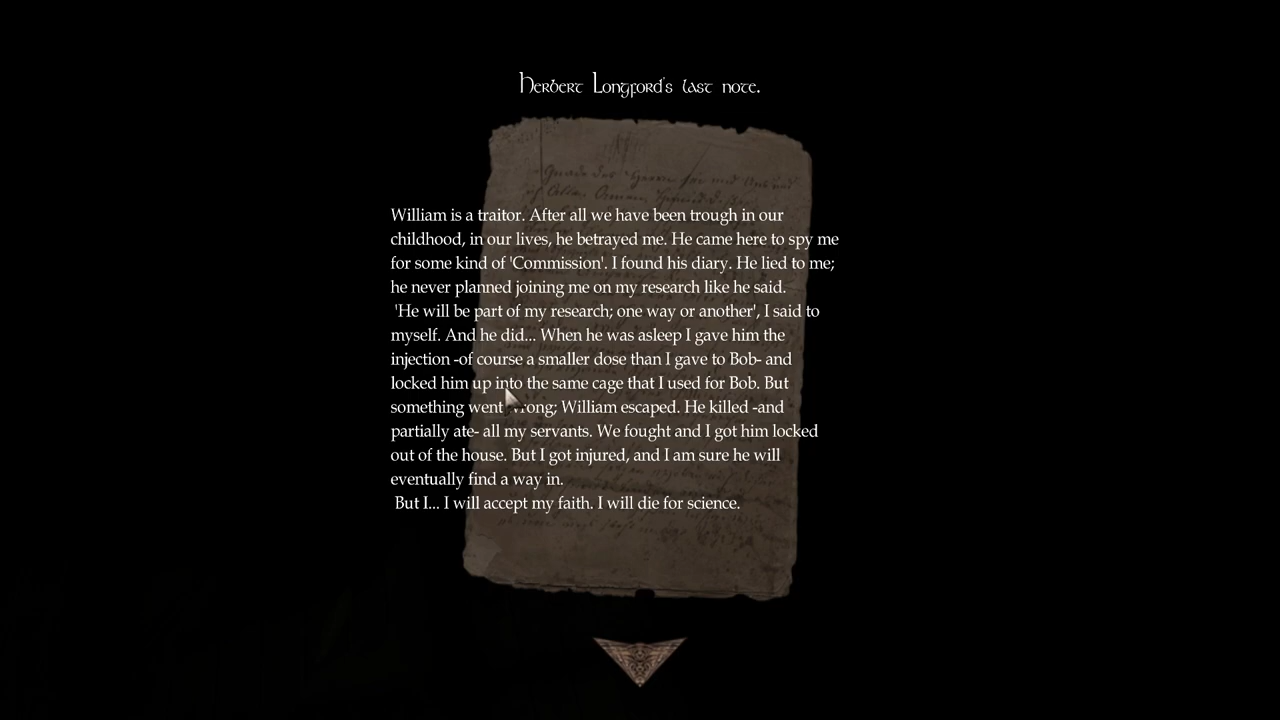 Herbert Longford's last note.
William is a traitor. After all we have been trough in our
childhood, in our lives, he betrayed me. He came here to spy me
for some kind of 'Commission'. I found his diary. He lied to me;
he never planned joining me on my research like he said.
'He will be part of my research; one way or another', I said to
myself. And he did... When he was asleep I gave him the
injection -of course a smaller dose than I gave to Bob- and
locked him up into the same cage that I used for Bob. But
something went wrong; William escaped. He killed -and
partially ate- all my servants. We fought and I got him locked
out of the house. But I got injured, and I am sure he will
eventually find a way in.
But I... I will accept my faith. I will die for science.